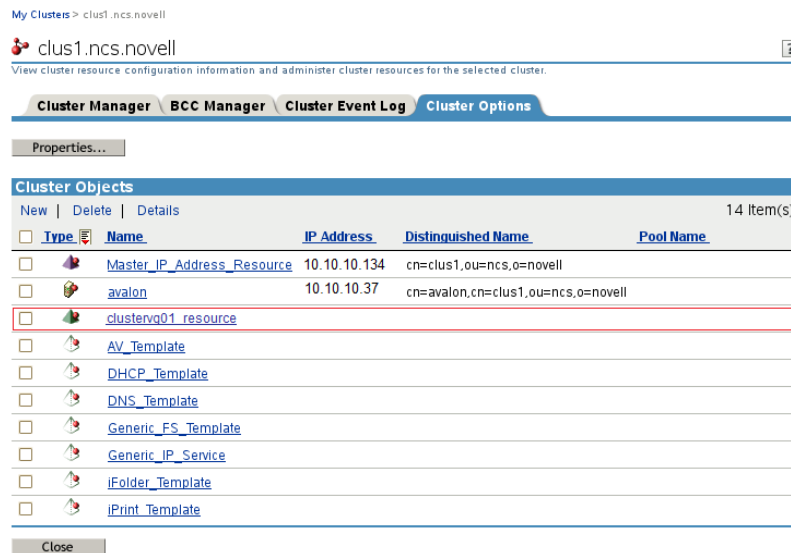 My Clusters > clus1.ncs.novell
clus1.ncs.novell
View cluster resource configuration information and administer cluster resources for the selected cluster.
Cluster Manager BCC Manager Cluster Event Log Cluster Options
Properties...
Cluster Objects
New | Delete | Details 14 Item(s)
Type Name IP Address Distinguished Name Pool Name
Master_IP_Address_Resource 10.10.10.134 cn=clus1,ou=ncs,o=novell
avalon 10.10.10.37 cn=avalon,cn=clus1,ou=ncs,o=novell
clustervg01_resource
AV_Template
DHCP_Template
DNS_Template
Generic_FS_Template
Generic_IP_Service
iFolder_Template
iPrint_Template
Close